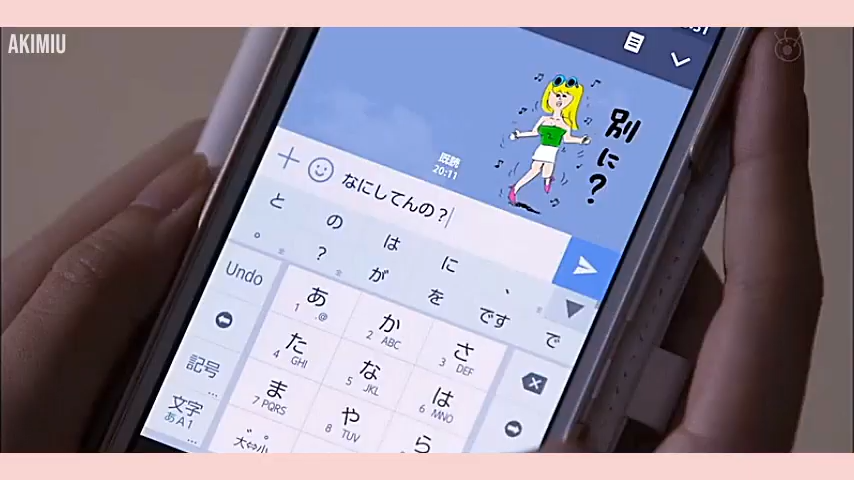 AKIMIU
別に?
既読
20:11
なにしてんの?
と の は に 、
。 ? が を です で
Undo
あ
1 .@
か
2 ABC
さ
3 DEF
た
4 GHI
な
5 JKL
は
6 MNO
記号
ま
7 PQRS
や
8 TUV
ら
文字
あA1
大⇔小